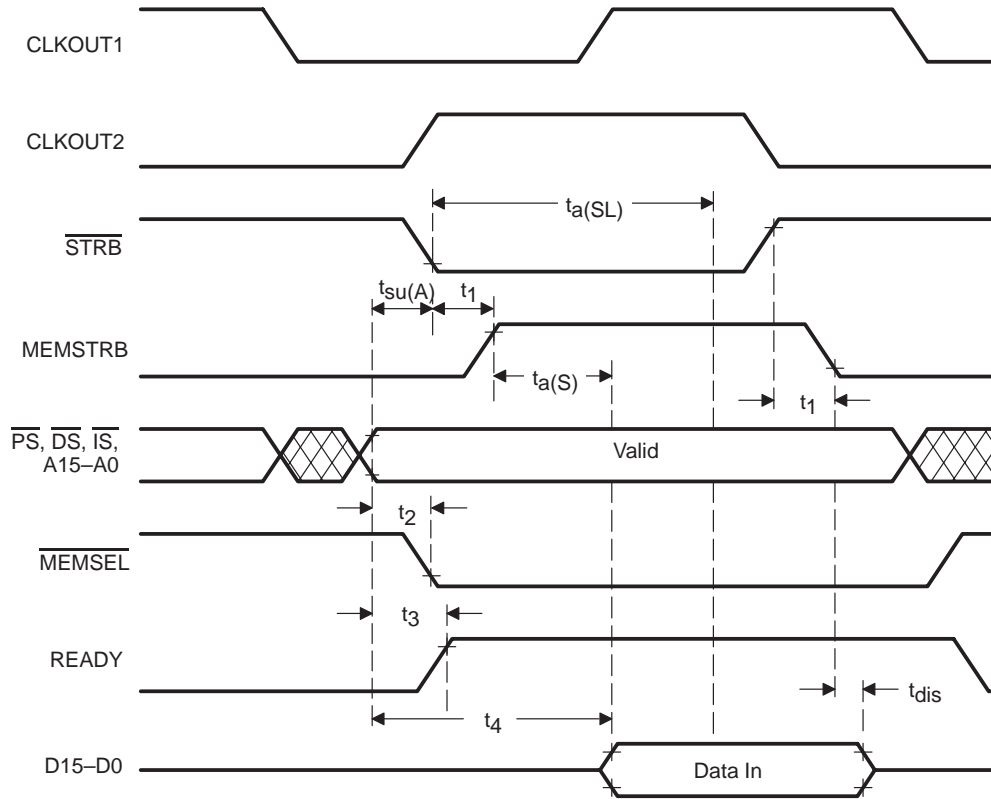 CLKOUT1
CLKOUT2
ta(SL)
STRB
tsu(A) t1
MEMSTRB
ta(S)
t1
PS, DS, IS,
A15–A0
Valid
t2
MEMSEL
t3
READY
tdis
t4
D15–D0
Data In